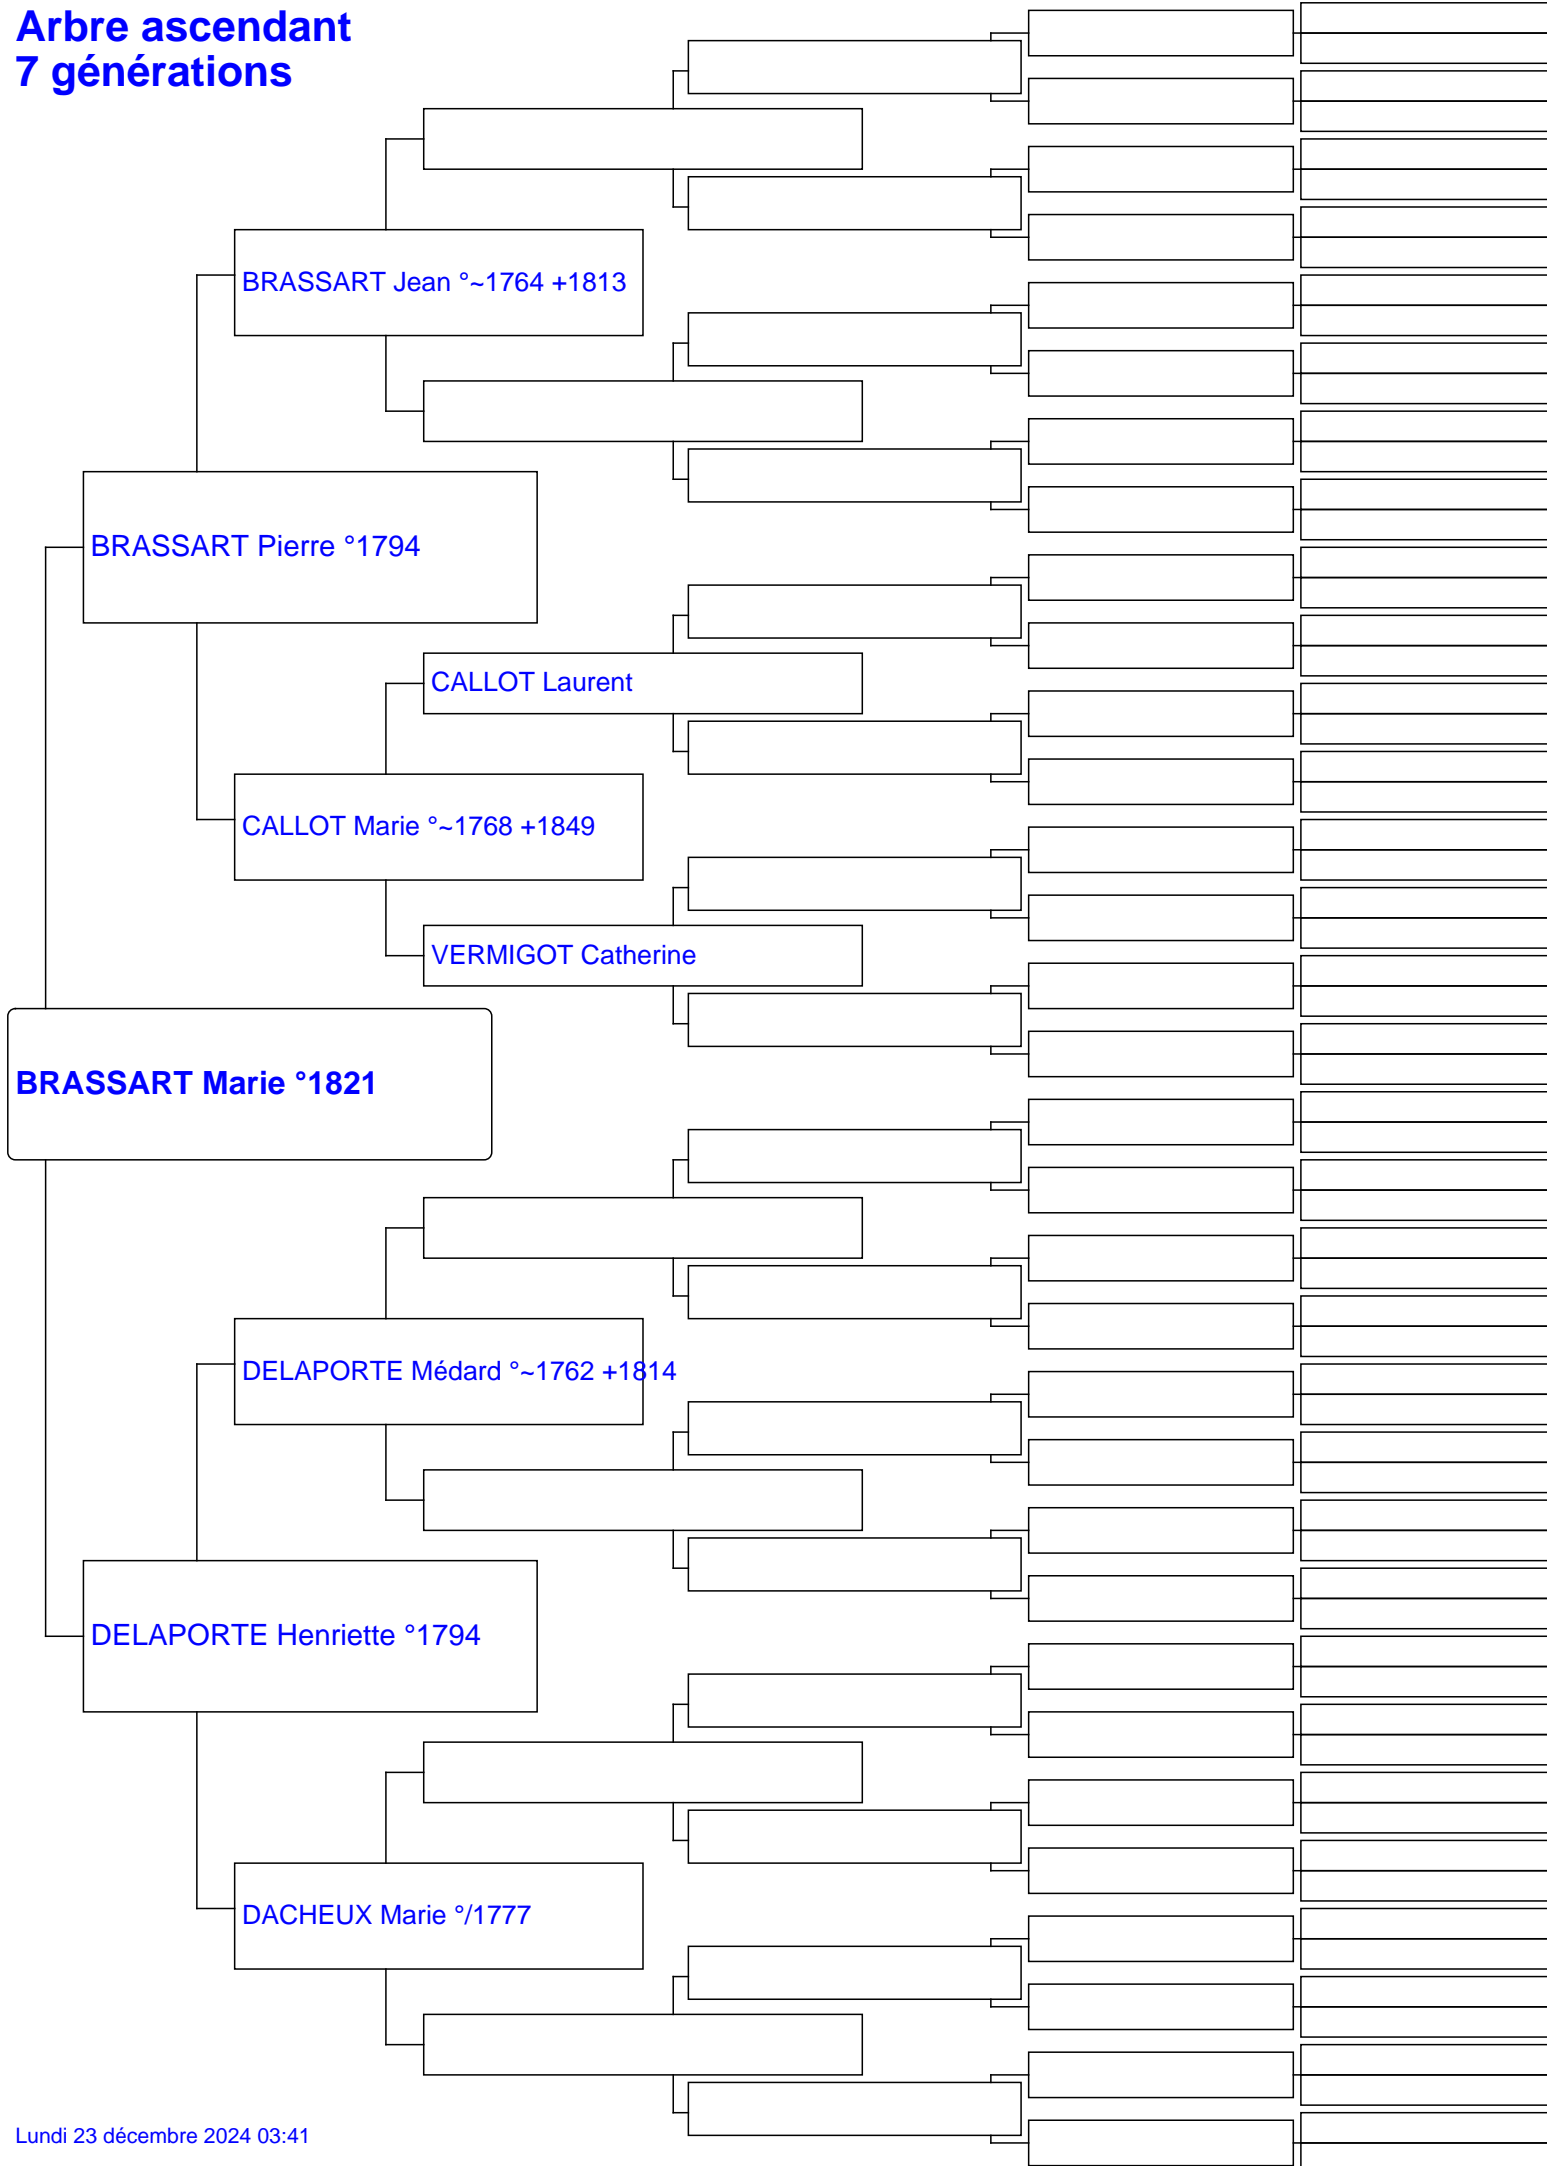 Arbre ascendant
7 générations
BRASSART Jean °~1764 +1813
BRASSART Pierre °1794
CALLOT Laurent
CALLOT Marie °~1768 +1849
VERMIGOT Catherine
BRASSART Marie °1821
DELAPORTE Médard °~1762 +1814
DELAPORTE Henriette °1794
DACHEUX Marie °/1777
Lundi 23 décembre 2024 03:41